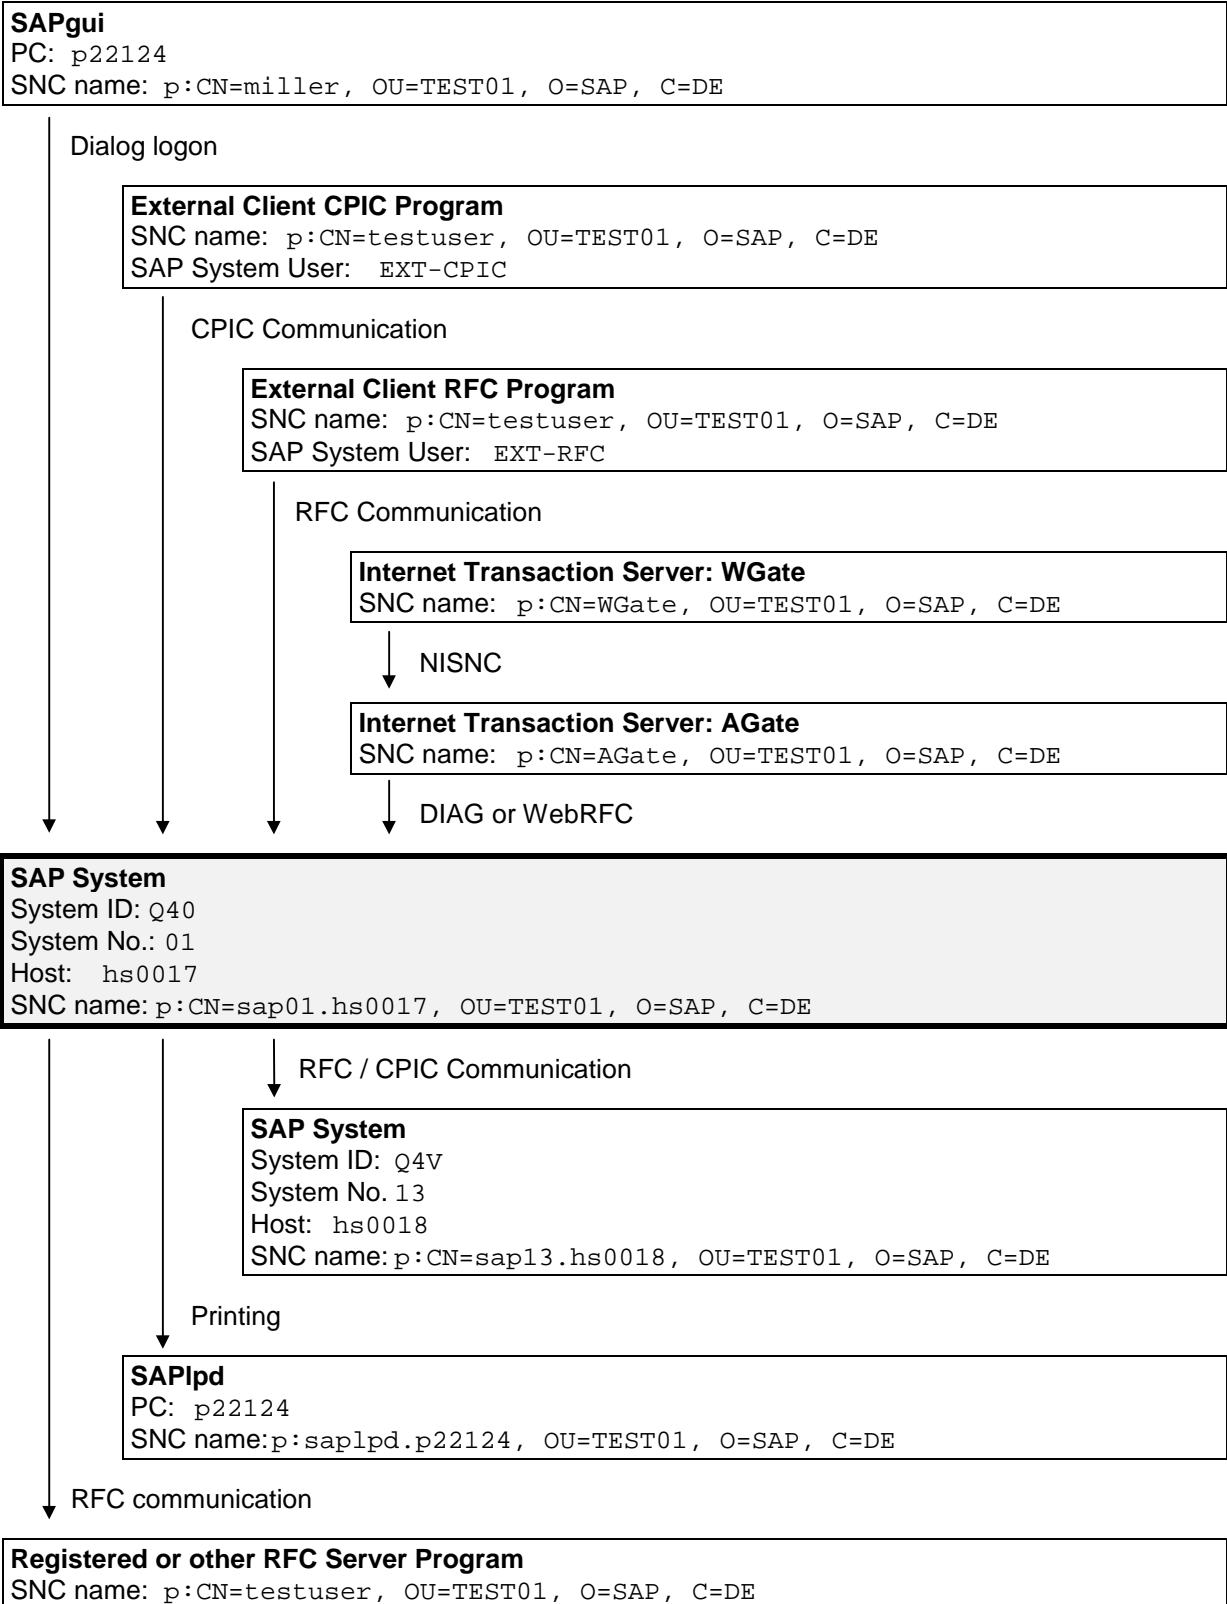 SAPgui
PC: p22124
SNC name: p:CN=miller, OU=TEST01, O=SAP, C=DE
Dialog logon
External Client CPIC Program
SNC name: p:CN=testuser, OU=TEST01, O=SAP, C=DE
SAP System User: EXT-CPIC
CPIC Communication
External Client RFC Program
SNC name: p:CN=testuser, OU=TEST01, O=SAP, C=DE
SAP System User: EXT-RFC
RFC Communication
Internet Transaction Server: WGate
SNC name: p:CN=WGate, OU=TEST01, O=SAP, C=DE
NISNC
Internet Transaction Server: AGate
SNC name: p:CN=AGate, OU=TEST01, O=SAP, C=DE
DIAG or WebRFC
SAP System
System ID: Q40
System No.: 01
Host: hs0017
SNC name: p:CN=sap01.hs0017, OU=TEST01, O=SAP, C=DE
RFC / CPIC Communication
SAP System
System ID: Q4V
System No. 13
Host: hs0018
SNC name: p:CN=sap13.hs0018, OU=TEST01, O=SAP, C=DE
Printing
SAPlpd
PC: p22124
SNC name: p:saplpd.p22124, OU=TEST01, O=SAP, C=DE
RFC communication
Registered or other RFC Server Program
SNC name: p:CN=testuser, OU=TEST01, O=SAP, C=DE